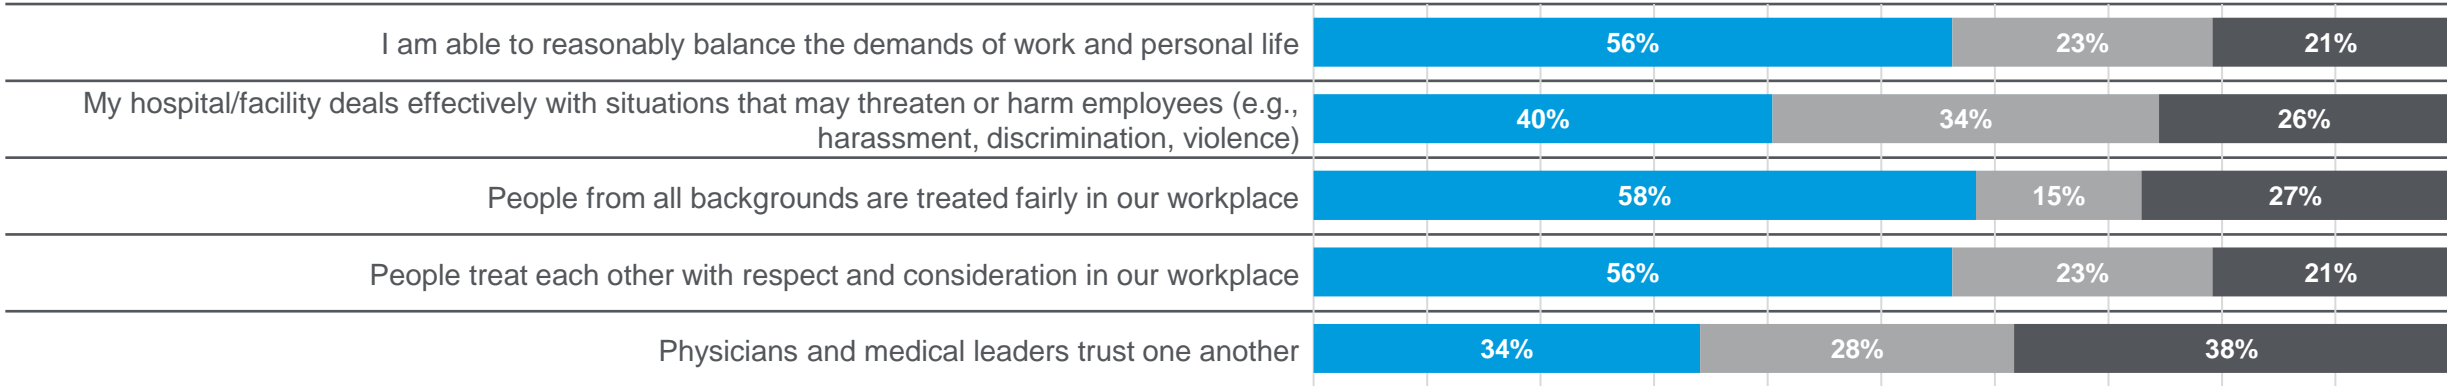 I am able to reasonably balance the demands of work and personal life
56% 23% 21%
My hospital/facility deals effectively with situations that may threaten or harm employees (e.g.,
harassment, discrimination, violence)
40% 34% 26%
People from all backgrounds are treated fairly in our workplace
58% 15% 27%
People treat each other with respect and consideration in our workplace
56% 23% 21%
Physicians and medical leaders trust one another
34% 28% 38%